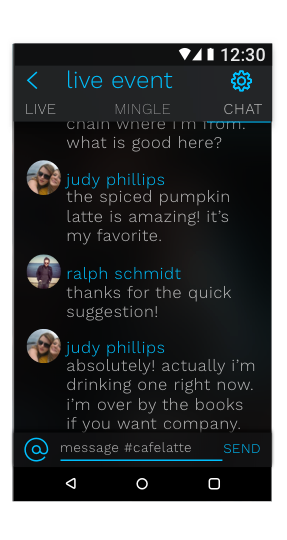 12:30
live event
LIVE MINGLE CHAT
chain where i'm from.
what is good here?
judy phillips
the spiced pumpkin
latte is amazing! it's
my favorite.
ralph schmidt
thanks for the quick
suggestion!
judy phillips
absolutely! actually i'm
drinking one right now.
i'm over by the books
if you want company.
@ message #cafelatte SEND